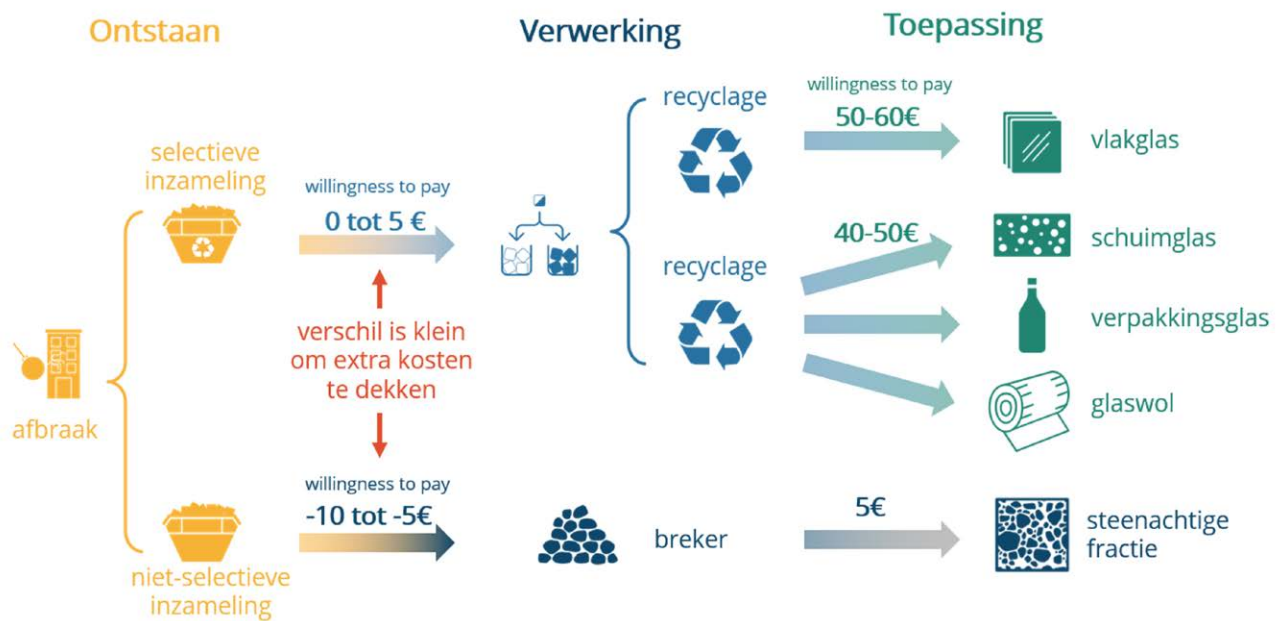 Ontstaan
Verwerking
Toepassing
selectieve
inzameling
willingness to pay
0 tot 5 €
recyclage
willingness to pay
50-60€
vlakglas
recyclage
40-50€
schuimglas
verpakkingsglas
glaswol
verschil is klein
om extra kosten
te dekken
afbraak
willingness to pay
-10 tot -5€
niet-selectieve
inzameling
breker
5€
steenachtige
fractie